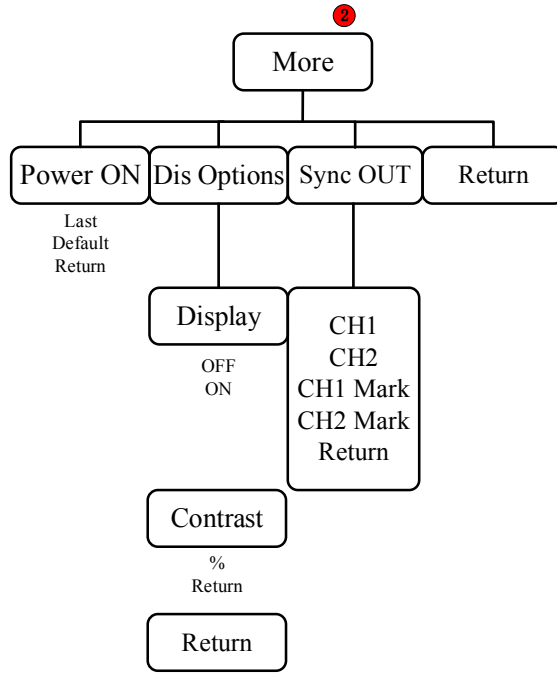 2
More
Power ON
Dis Options
Sync OUT
Return
Last
Default
Return
Display
OFF
ON
CH1
CH2
CH1 Mark
CH2 Mark
Return
Contrast
%
Return
Return